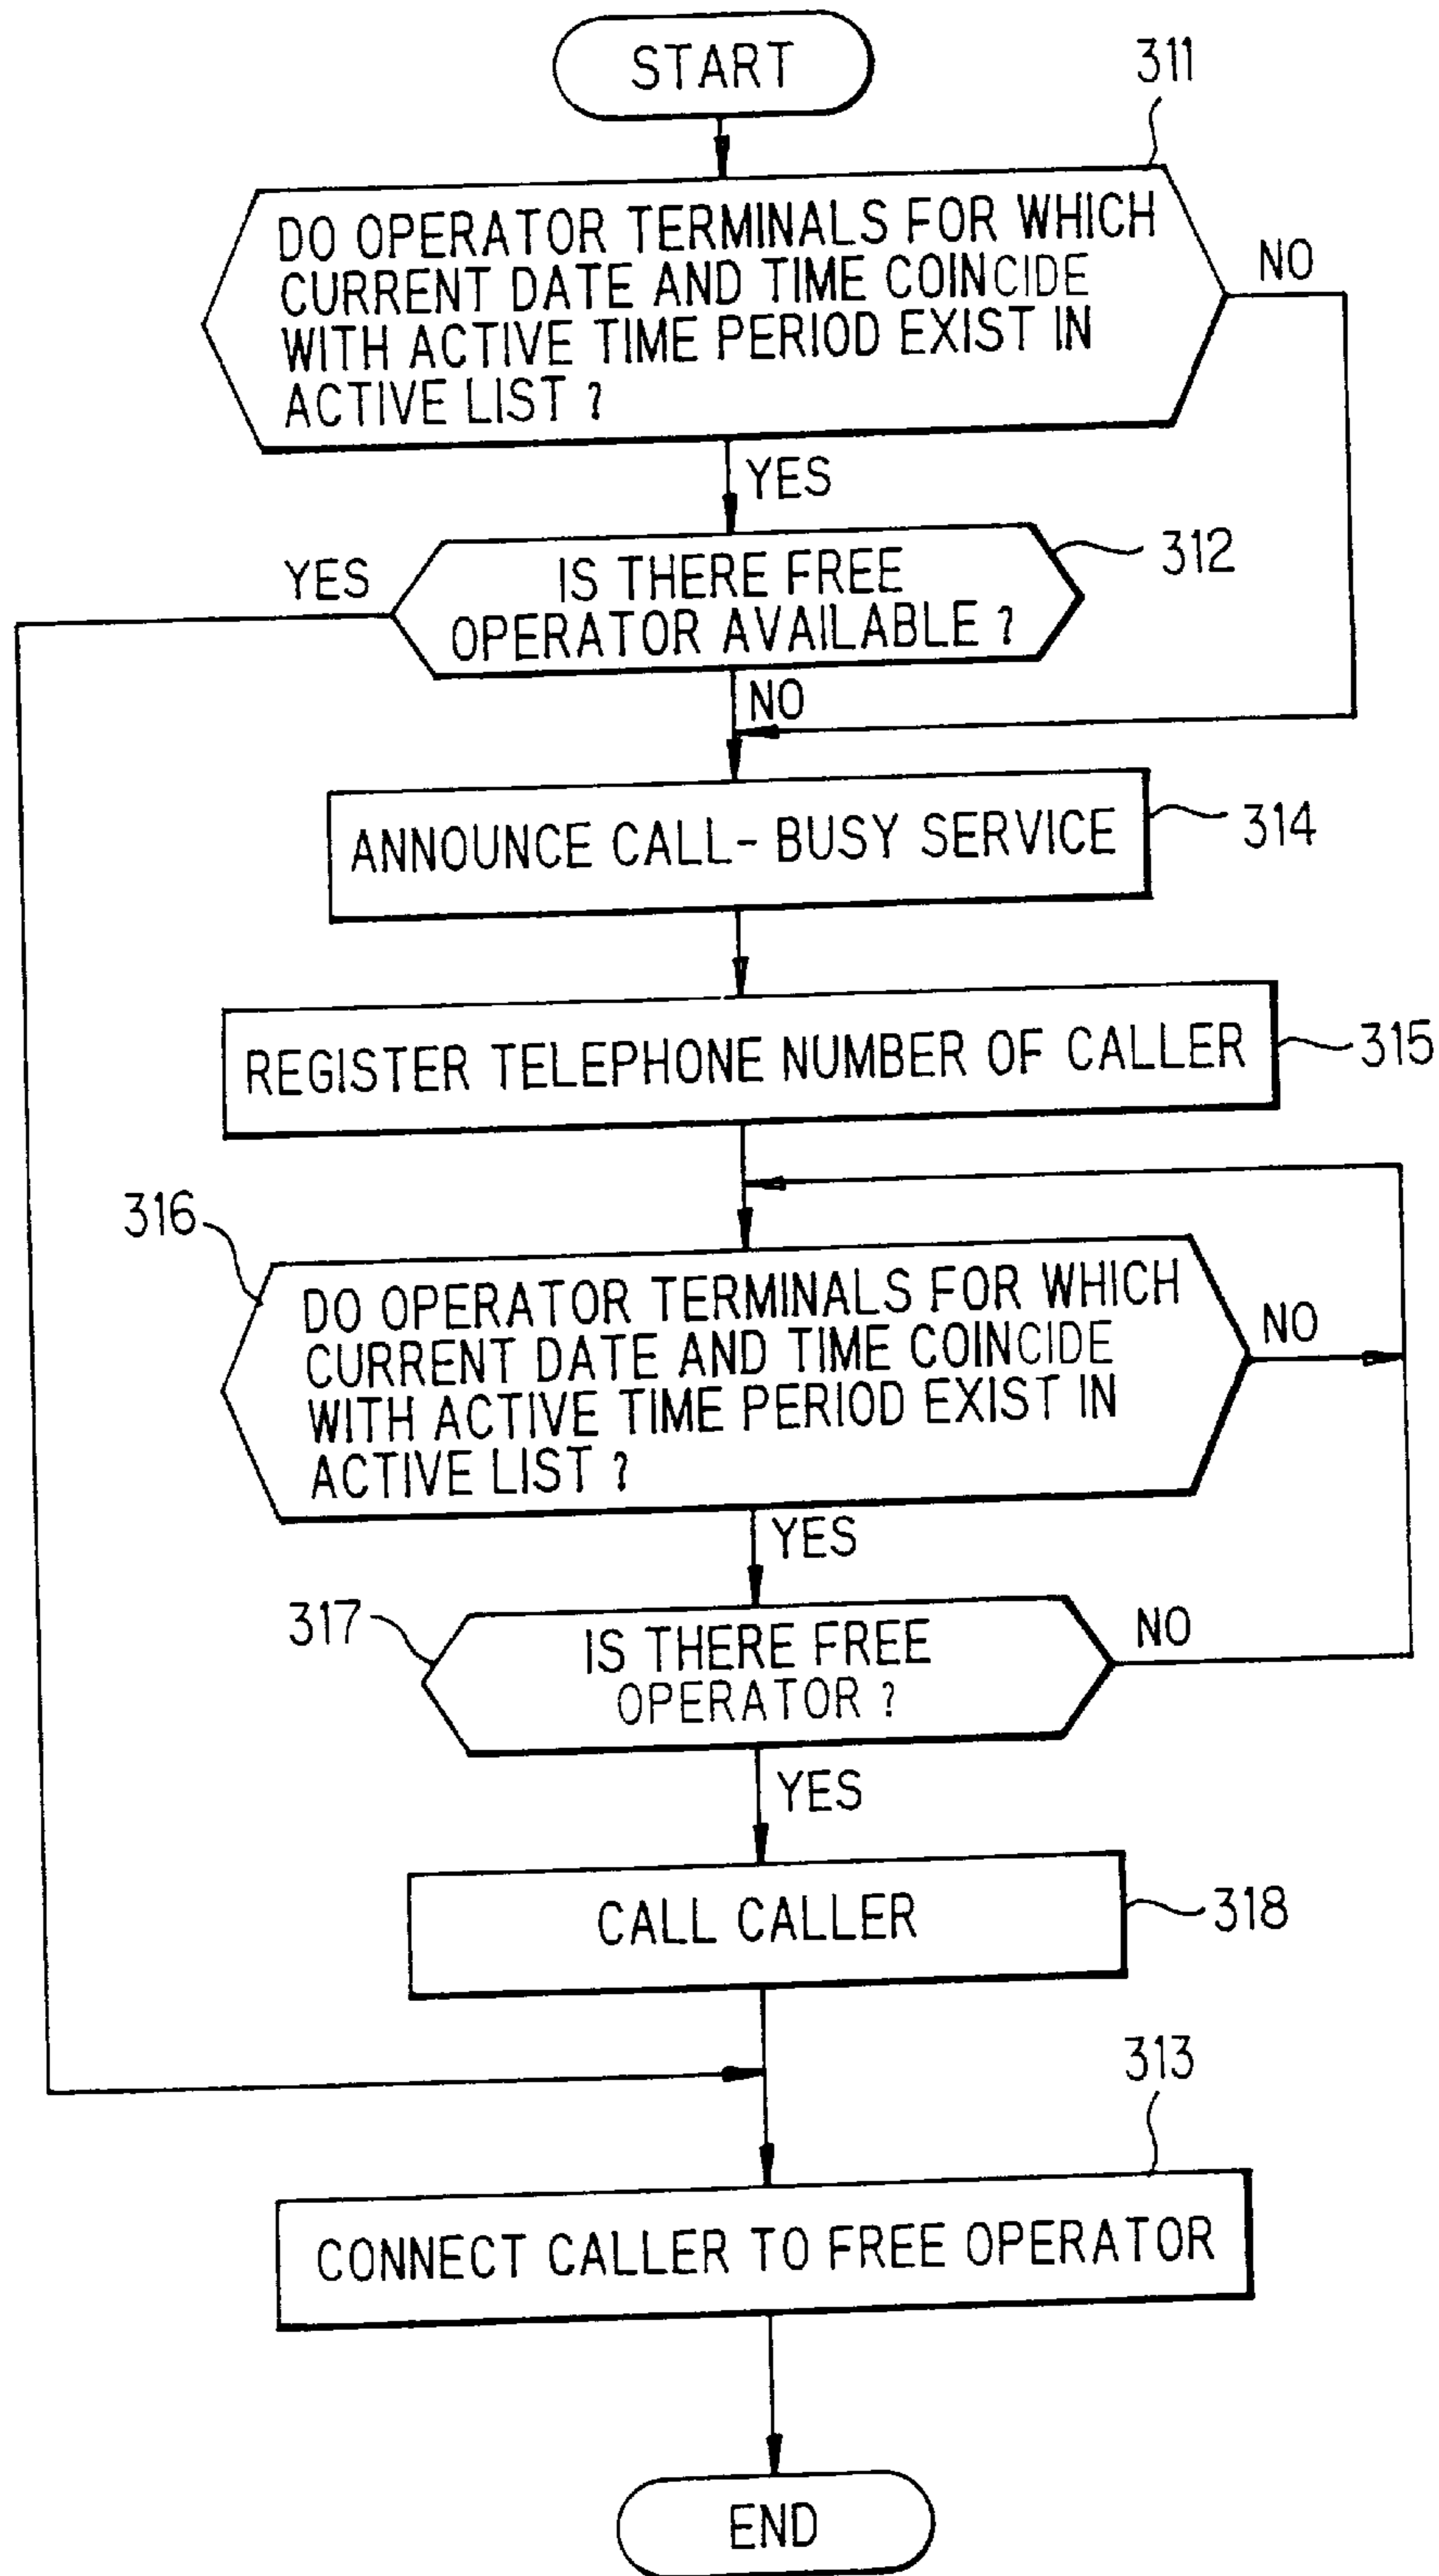 START
311
DO OPERATOR TERMINALS FOR WHICH
CURRENT DATE AND TIME COINCIDE
WITH ACTIVE TIME PERIOD EXIST IN
ACTIVE LIST ?
NO
YES
YES
IS THERE FREE
OPERATOR AVAILABLE ?
312
NO
ANNOUNCE CALL-BUSY SERVICE
314
REGISTER TELEPHONE NUMBER OF CALLER
315
316
DO OPERATOR TERMINALS FOR WHICH
CURRENT DATE AND TIME COINCIDE
WITH ACTIVE TIME PERIOD EXIST IN
ACTIVE LIST ?
NO
YES
317
IS THERE FREE
OPERATOR ?
NO
YES
CALL CALLER
318
313
CONNECT CALLER TO FREE OPERATOR
END